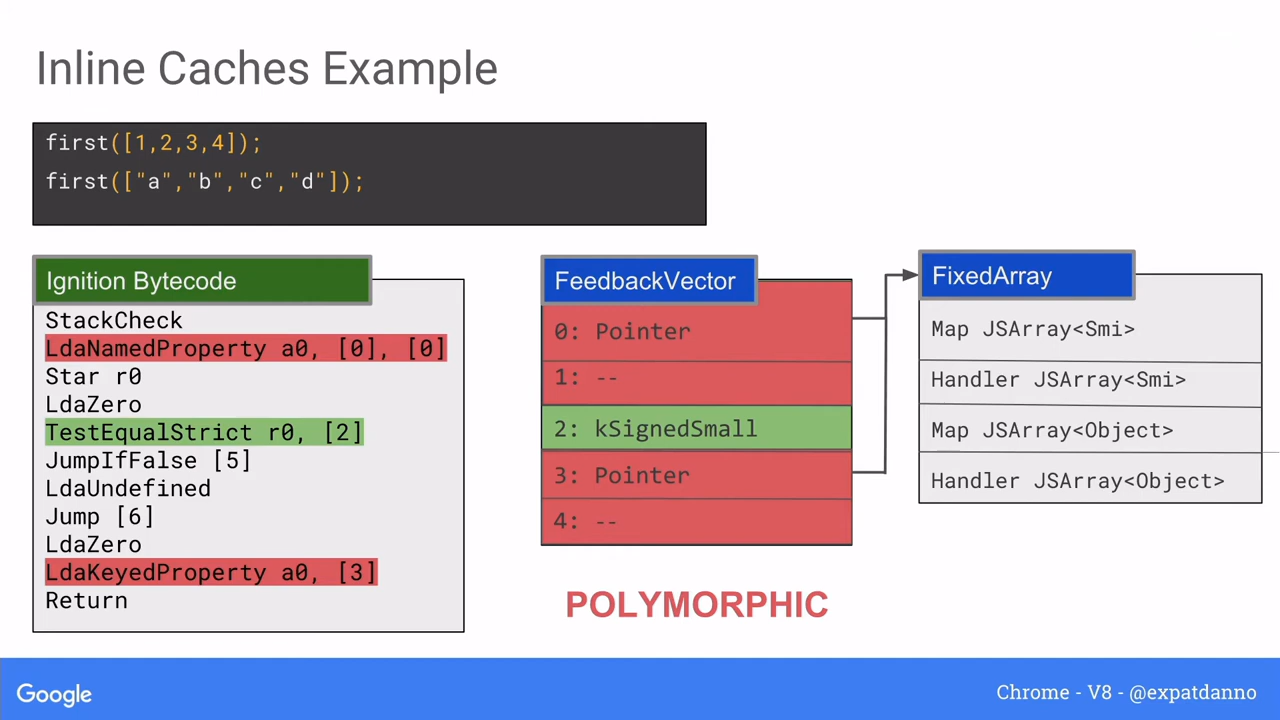 Inline Caches Example
first([1,2,3,4]);
first(["a","b","c","d"]);
Ignition Bytecode
StackCheck
LdaNamedProperty a0, [0], [0]
Star r0
LdaZero
TestEqualStrict r0, [2]
JumpIfFalse [5]
LdaUndefined
Jump [6]
LdaZero
LdaKeyedProperty a0, [3]
Return
FeedbackVector
0: Pointer
1: --
2: kSignedSmall
3: Pointer
4: --
POLYMORPHIC
FixedArray
Map JSArray<Smi>
Handler JSArray<Smi>
Map JSArray<Object>
Handler JSArray<Object>
Google
Chrome - V8 - @expatdanno